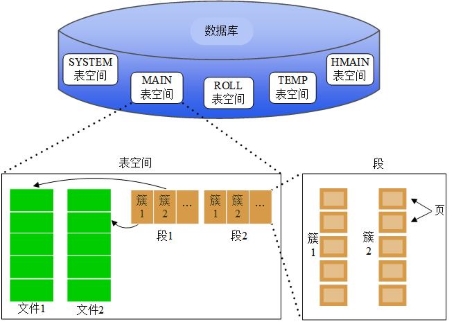 数据库
SYSTEM
表空间
MAIN
表空间
ROLL
表空间
TEMP
表空间
HMAIN
表空间
表空间
段
簇1
簇2
...
簇1
簇2
...
段1
段2
文件1
文件2
簇1
簇2
页